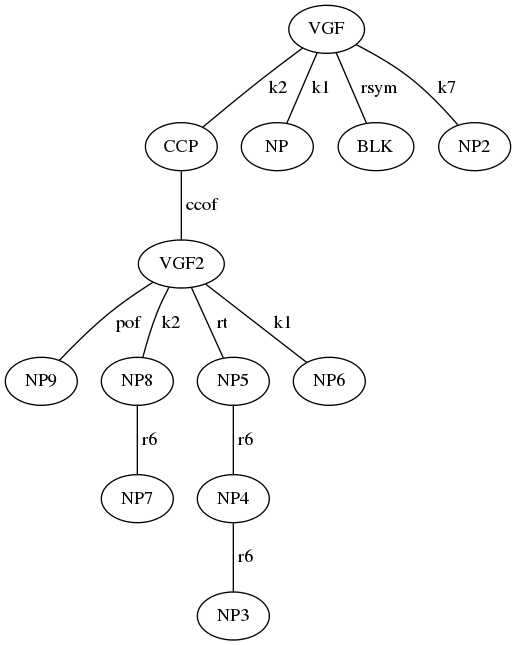 VGF
k2 k1 rsym k7
CCP NP BLK NP2
ccof
VGF2
pof k2 rt k1
NP9 NP8 NP5 NP6
r6 r6
NP7 NP4
r6
NP3